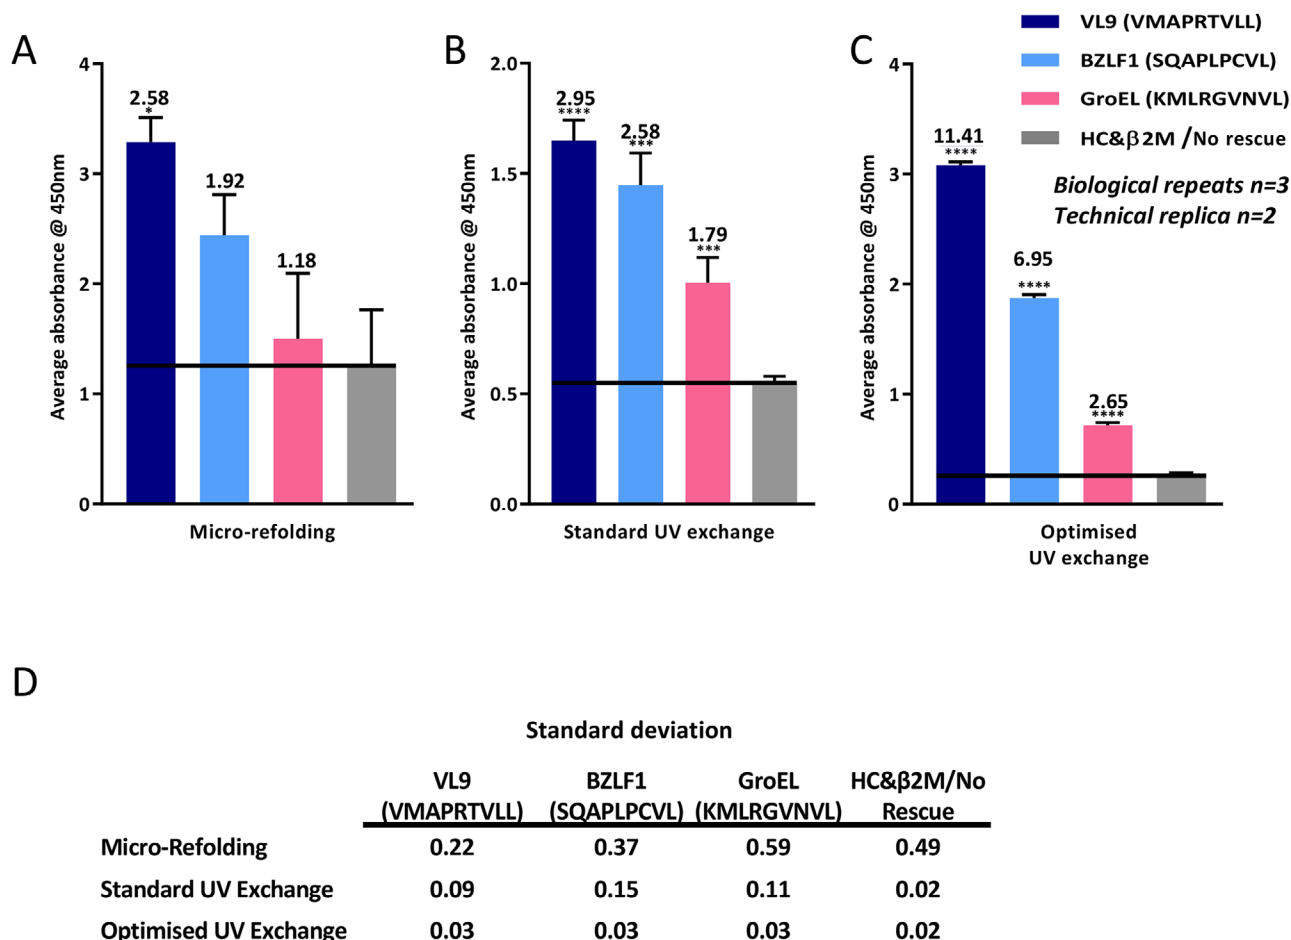 A
4
3
2
1
0
Average absorbance @ 450nm
2.58
*
1.92
1.18
Micro-refolding
B
2.0
1.5
1.0
0.5
0.0
Average absorbance @ 450nm
2.95
****
2.58
***
1.79
***
Standard UV exchange
C
4
3
2
1
0
Average absorbance @ 450nm
11.41
****
6.95
****
2.65
****
Optimised
UV exchange
VL9 (VMAPRTVLL)
BZLF1 (SQAPLPCVL)
GroEL (KMLRGVNVL)
HC&β2M /No rescue
Biological repeats n=3
Technical replica n=2
D
Standard deviation
VL9 BZLF1 GroEL HC&β2M/No
(VMAPRTVLL) (SQAPLPCVL) (KMLRGVNVL) Rescue
Micro-Refolding 0.22 0.37 0.59 0.49
Standard UV Exchange 0.09 0.15 0.11 0.02
Optimised UV Exchange 0.03 0.03 0.03 0.02